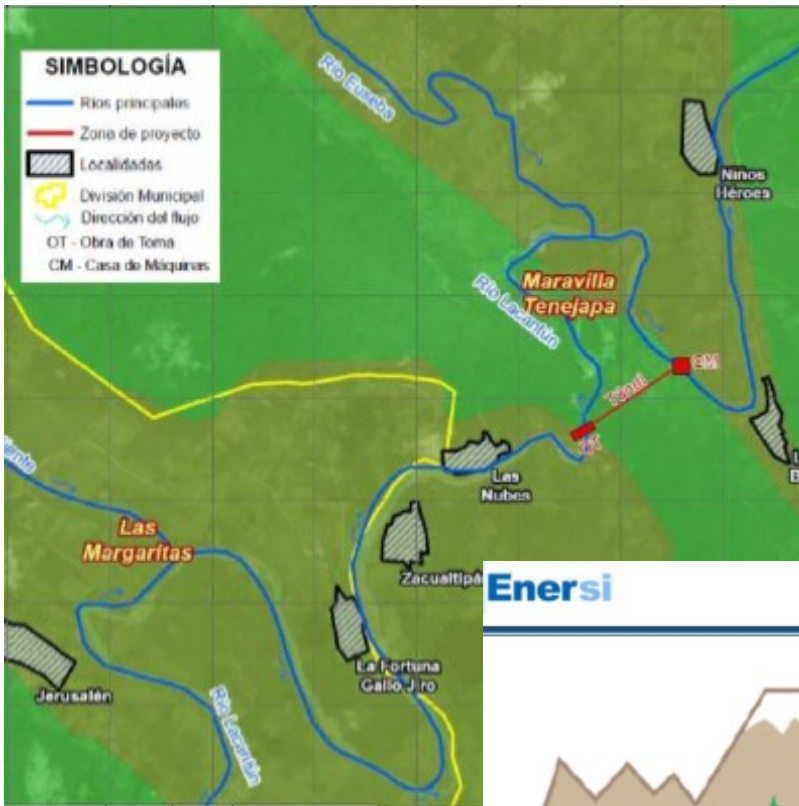 SIMBOLOGÍA
Ríos principales
Zona de proyecto
Localidades
División Municipal
Dirección del flujo
OT - Obra de Toma
CM - Casa de Máquinas
Río Euseba
Niños
Héroes
Maravilla
Tenejapa
Río Lacantún
CM
Túnel
OT
Las
Nubes
Las
Margaritas
Zacualtipá
La Fortuna
Gallo Jiro
Jerusalén
Río Lacantún
Enersi